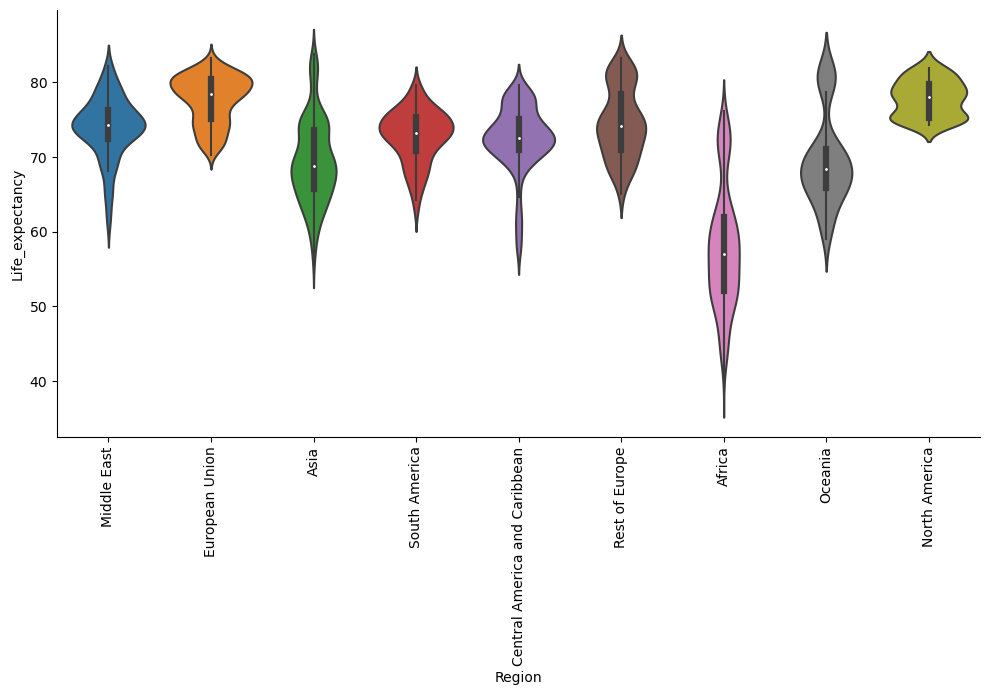 Life_expectancy
80
70
60
50
40
Middle East
European Union
Asia
South America
Central America and Caribbean
Rest of Europe
Africa
Oceania
North America
Region